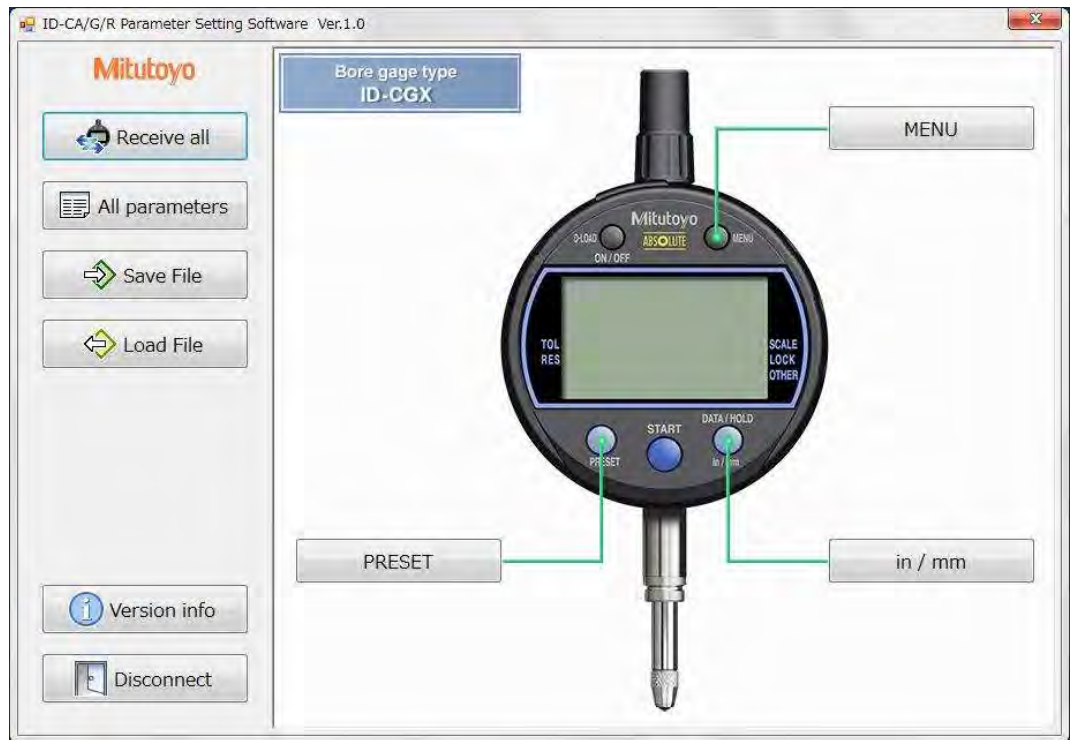 ID-CA/G/R Parameter Setting Software Ver.1.0
Mitutoyo
Receive all
All parameters
Save File
Load File
Version info
Disconnect
Bore gage type
ID-CGX
MENU
Mitutoyo
D-LOAD
ABSOLUTE
MENU
ON / OFF
TOL
RES
SCALE
LOCK
OTHER
START
DATA / HOLD
PRESET
in / mm
PRESET
in / mm